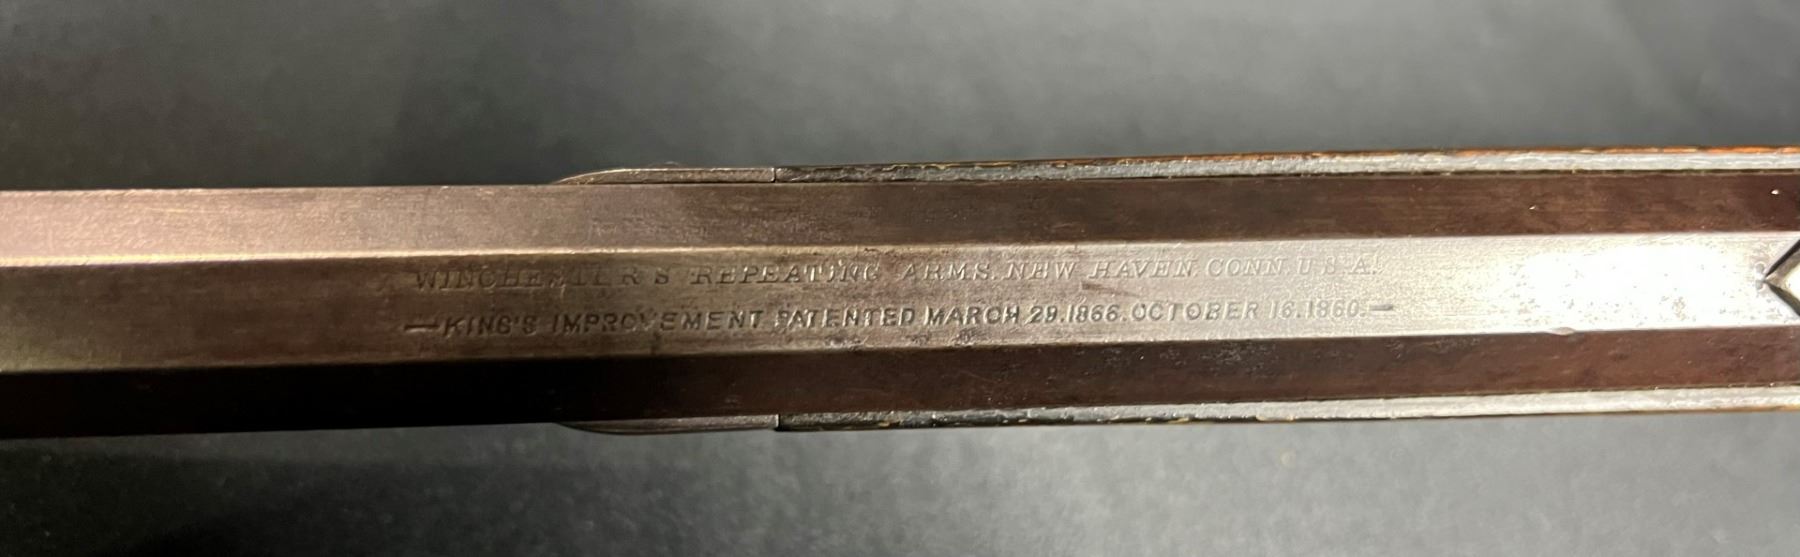 WINCHESTER'S REPEATING ARMS. NEW HAVEN. CONN. U.S.A.
—KING'S IMPROVEMENT PATENTED MARCH 29.1866. OCTOBER 16.1860.—